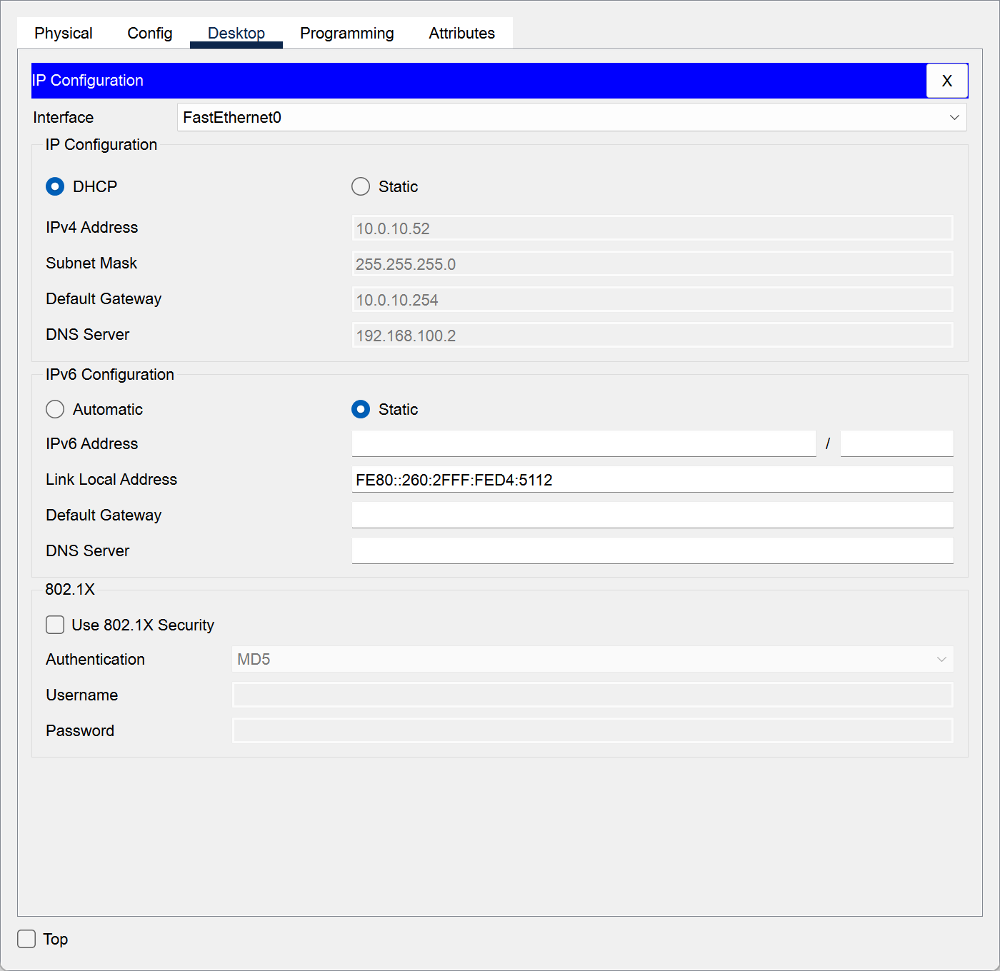 Physical Config Desktop Programming Attributes
IP Configuration X
Interface FastEthernet0
IP Configuration
DHCP Static
IPv4 Address 10.0.10.52
Subnet Mask 255.255.255.0
Default Gateway 10.0.10.254
DNS Server 192.168.100.2
IPv6 Configuration
Automatic Static
IPv6 Address /
Link Local Address FE80::260:2FFF:FED4:5112
Default Gateway
DNS Server
802.1X
Use 802.1X Security
Authentication MD5
Username
Password
Top